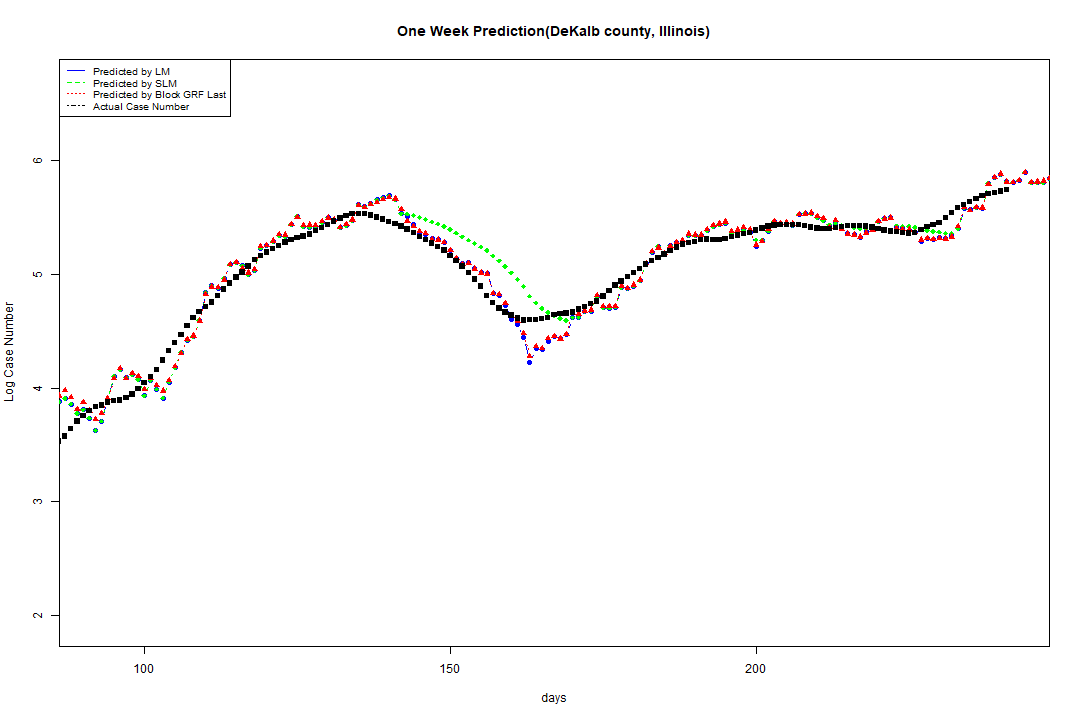 One Week Prediction(DeKalb county, Illinois)
Predicted by LM
Predicted by SLM
Predicted by Block GRF Last
Actual Case Number
6
5
4
3
2
Log Case Number
100 150 200
days